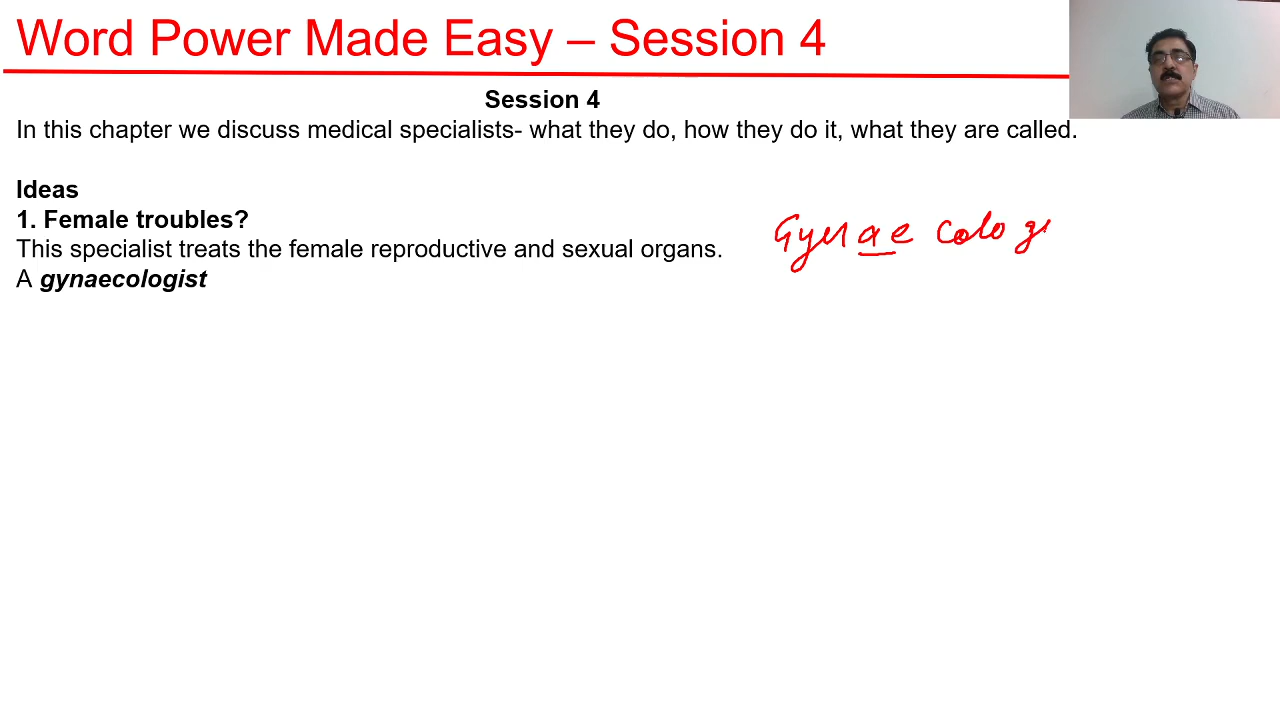 Word Power Made Easy – Session 4
Session 4
In this chapter we discuss medical specialists- what they do, how they do it, what they are called.
Ideas
1. Female troubles?
This specialist treats the female reproductive and sexual organs.
Gynae cologi
A gynaecologist